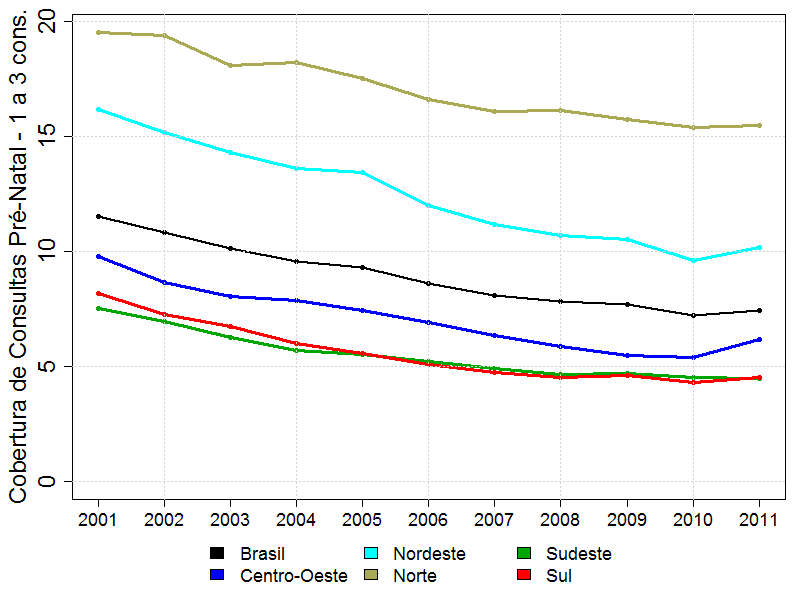 Cobertura de Consultas Pré-Natal - 1 a 3 cons.
20
15
10
5
0
2001 2002 2003 2004 2005 2006 2007 2008 2009 2010 2011
Brasil Nordeste Sudeste
Centro-Oeste Norte Sul